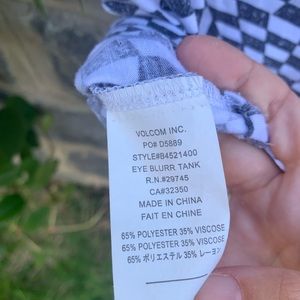 VOLCOM INC.
PO# D5889
STYLE#B4521400
EYE BLURR TANK
R.N.#29745
CA#32350
MADE IN CHINA
FAIT EN CHINE
65% POLYESTER 35% VISCOSE
65% POLYESTER 35% VISCOSE
65% ポリエステル 35% レーヨン